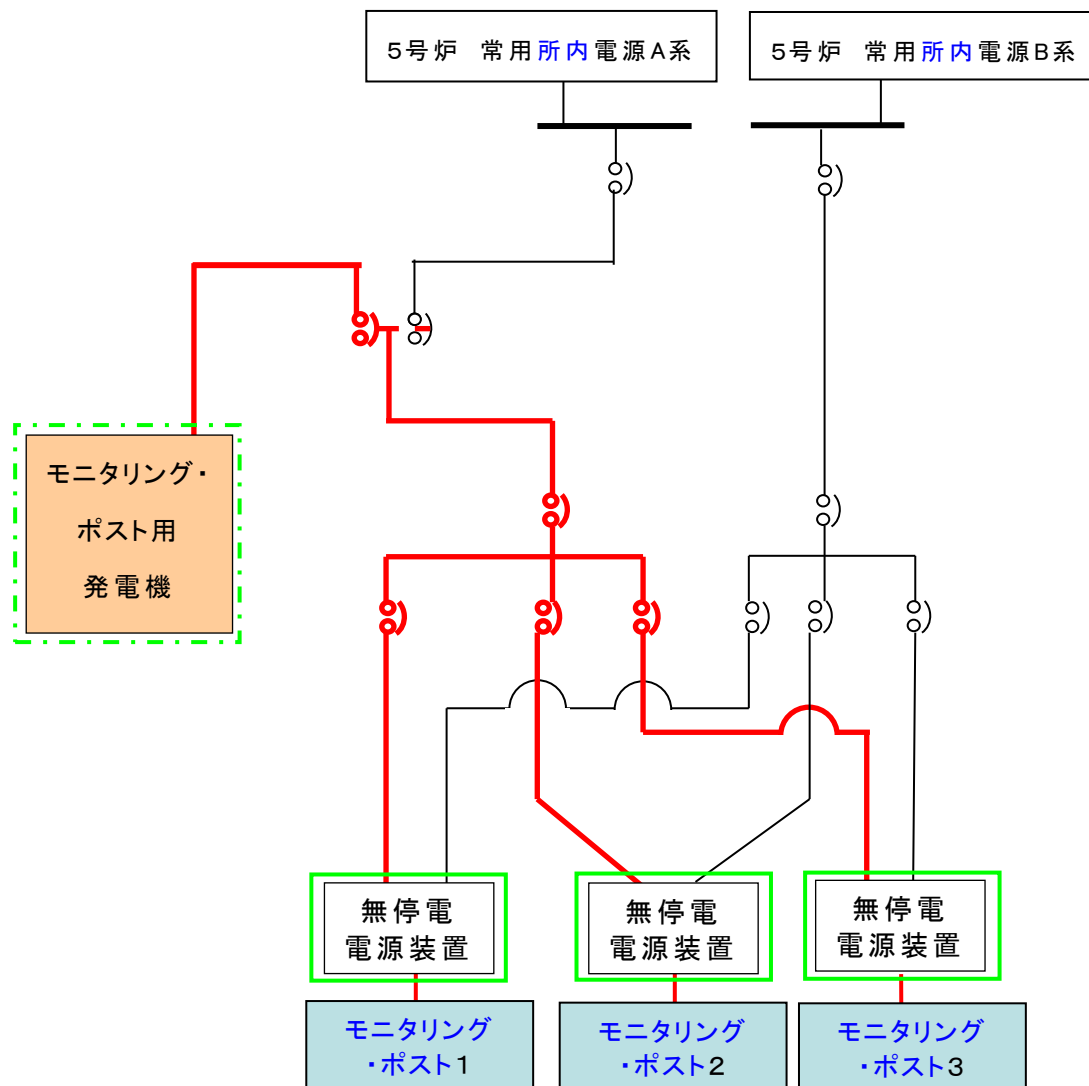 5号炉 常用所内電源A系
5号炉 常用所内電源B系
モニタリング・
ポスト用
発電機
無停電
電源装置
無停電
電源装置
無停電
電源装置
モニタリング
・ポスト1
モニタリング
・ポスト2
モニタリング
・ポスト3